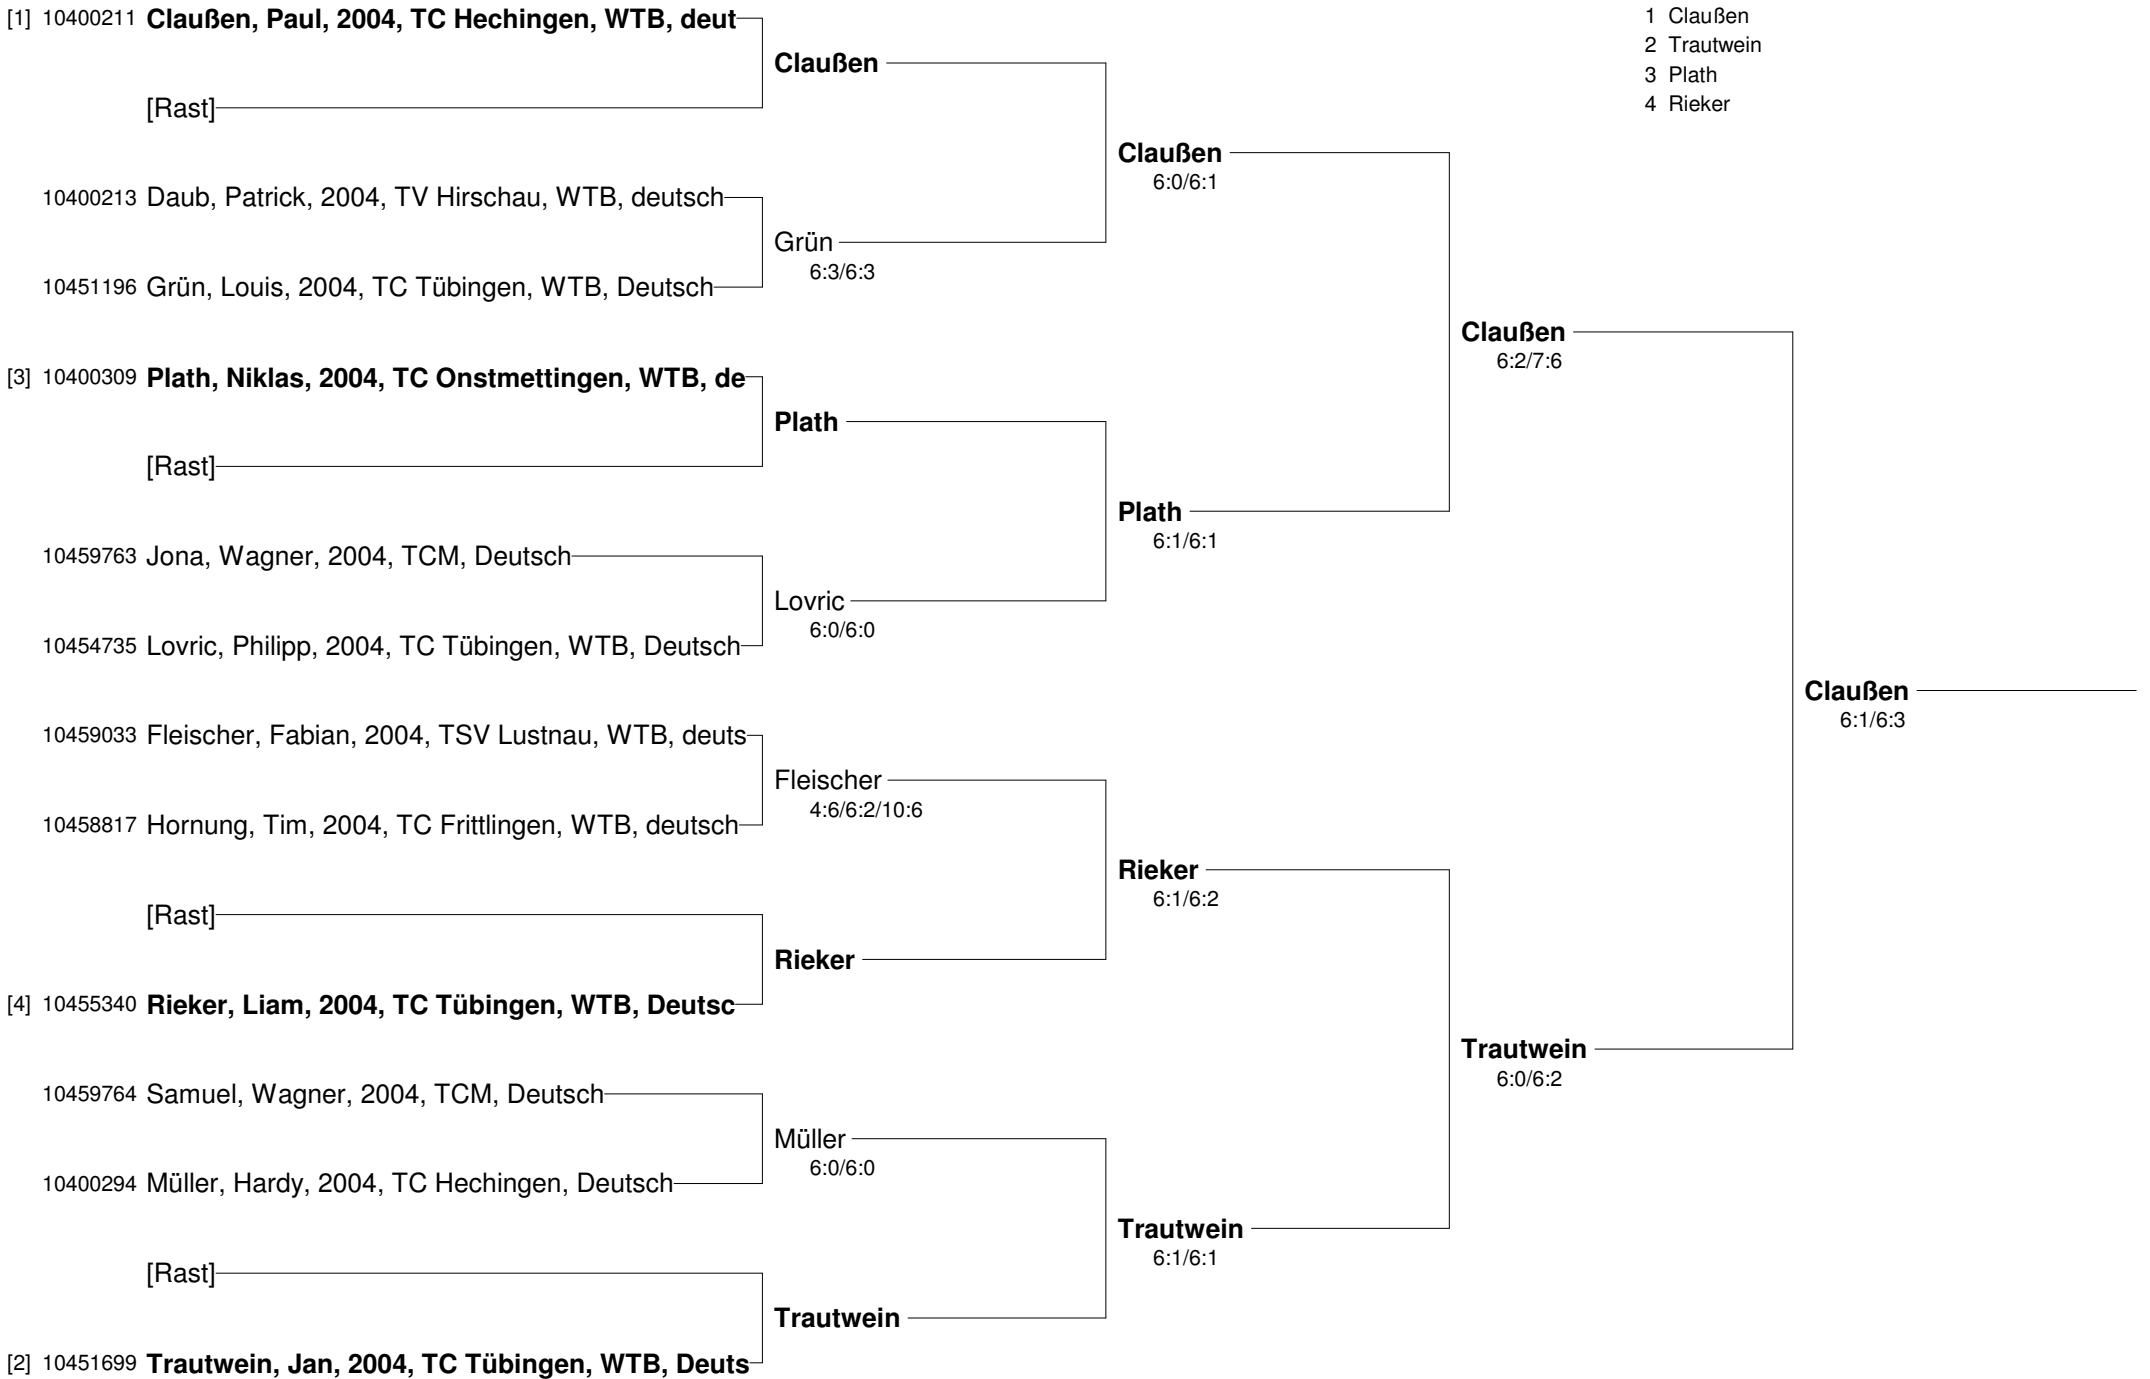 [1] 10400211 Claußen, Paul, 2004, TC Hechingen, WTB, deut
[Rast]
10400213 Daub, Patrick, 2004, TV Hirschau, WTB, deutsch
10451196 Grün, Louis, 2004, TC Tübingen, WTB, Deutsch
[3] 10400309 Plath, Niklas, 2004, TC Onstmettingen, WTB, de
[Rast]
10459763 Jona, Wagner, 2004, TCM, Deutsch
10454735 Lovric, Philipp, 2004, TC Tübingen, WTB, Deutsch
10459033 Fleischer, Fabian, 2004, TSV Lustnau, WTB, deuts
10458817 Hornung, Tim, 2004, TC Frittlingen, WTB, deutsch
[Rast]
[4] 10455340 Rieker, Liam, 2004, TC Tübingen, WTB, Deutsc
10459764 Samuel, Wagner, 2004, TCM, Deutsch
10400294 Müller, Hardy, 2004, TC Hechingen, Deutsch
[Rast]
[2] 10451699 Trautwein, Jan, 2004, TC Tübingen, WTB, Deuts
Claußen
Grün
6:3/6:3
Plath
Lovric
6:0/6:0
Fleischer
4:6/6:2/10:6
Rieker
Müller
6:0/6:0
Trautwein
Claußen
6:0/6:1
Plath
6:1/6:1
Rieker
6:1/6:2
Trautwein
6:1/6:1
Claußen
6:2/7:6
Trautwein
6:0/6:2
Claußen
6:1/6:3
1 Claußen
2 Trautwein
3 Plath
4 Rieker